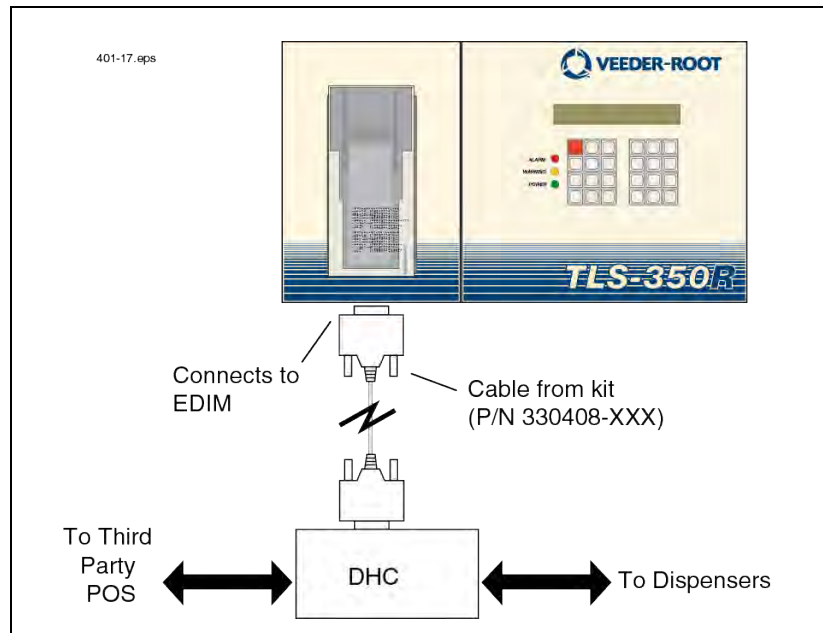 401-17.eps
VEEDER-ROOT
ALARM
WARNING
POWER
TLS-350R
Connects to
EDIM
Cable from kit
(P/N 330408-XXX)
To Third
Party
POS
DHC
To Dispensers